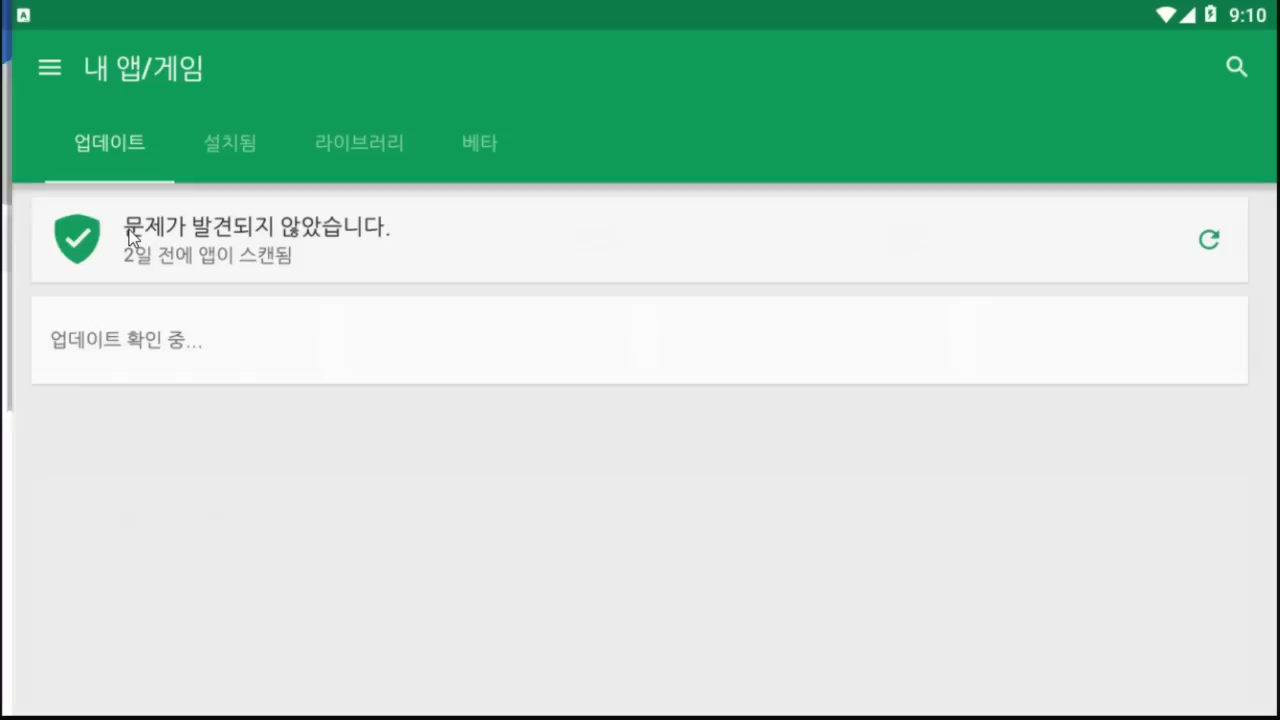 9:10
내 앱/게임
업데이트 설치됨 라이브러리 베타
문제가 발견되지 않았습니다.
2일 전에 앱이 스캔됨
업데이트 확인 중...